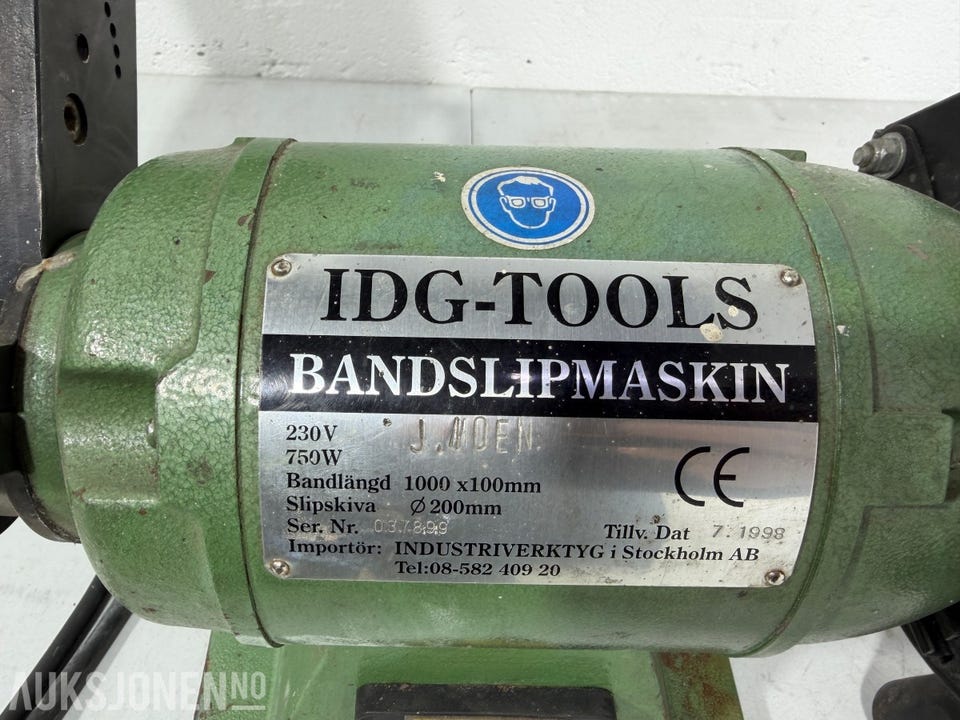 IDG-TOOLS
BANDSLIPMASKIN
230V
J.MOEN
750W
Bandlängd 1000 x100mm
Slipskiva Ø200mm
Ser. Nr. 037899
Tillv. Dat 7.1998
Importör: INDUSTRIVERKTYG i Stockholm AB
Tel:08-582 409 20
CE
AUKSJONEN.NO